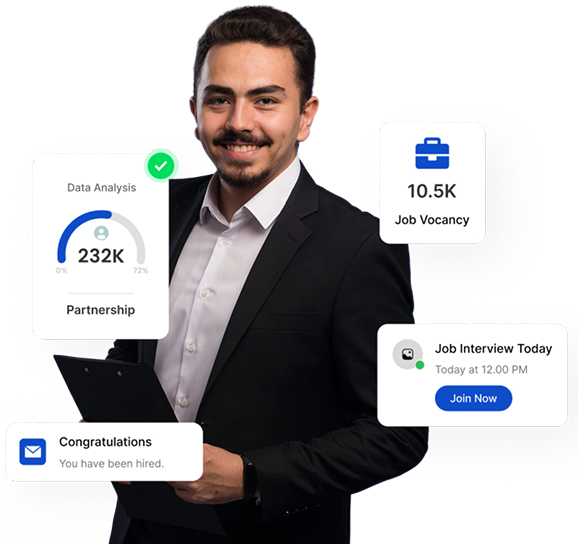 Data Analysis
232K
0%
72%
Partnership
10.5K
Job Vocancy
Job Interview Today
Today at 12.00 PM
Join Now
Congratulations
You have been hired.